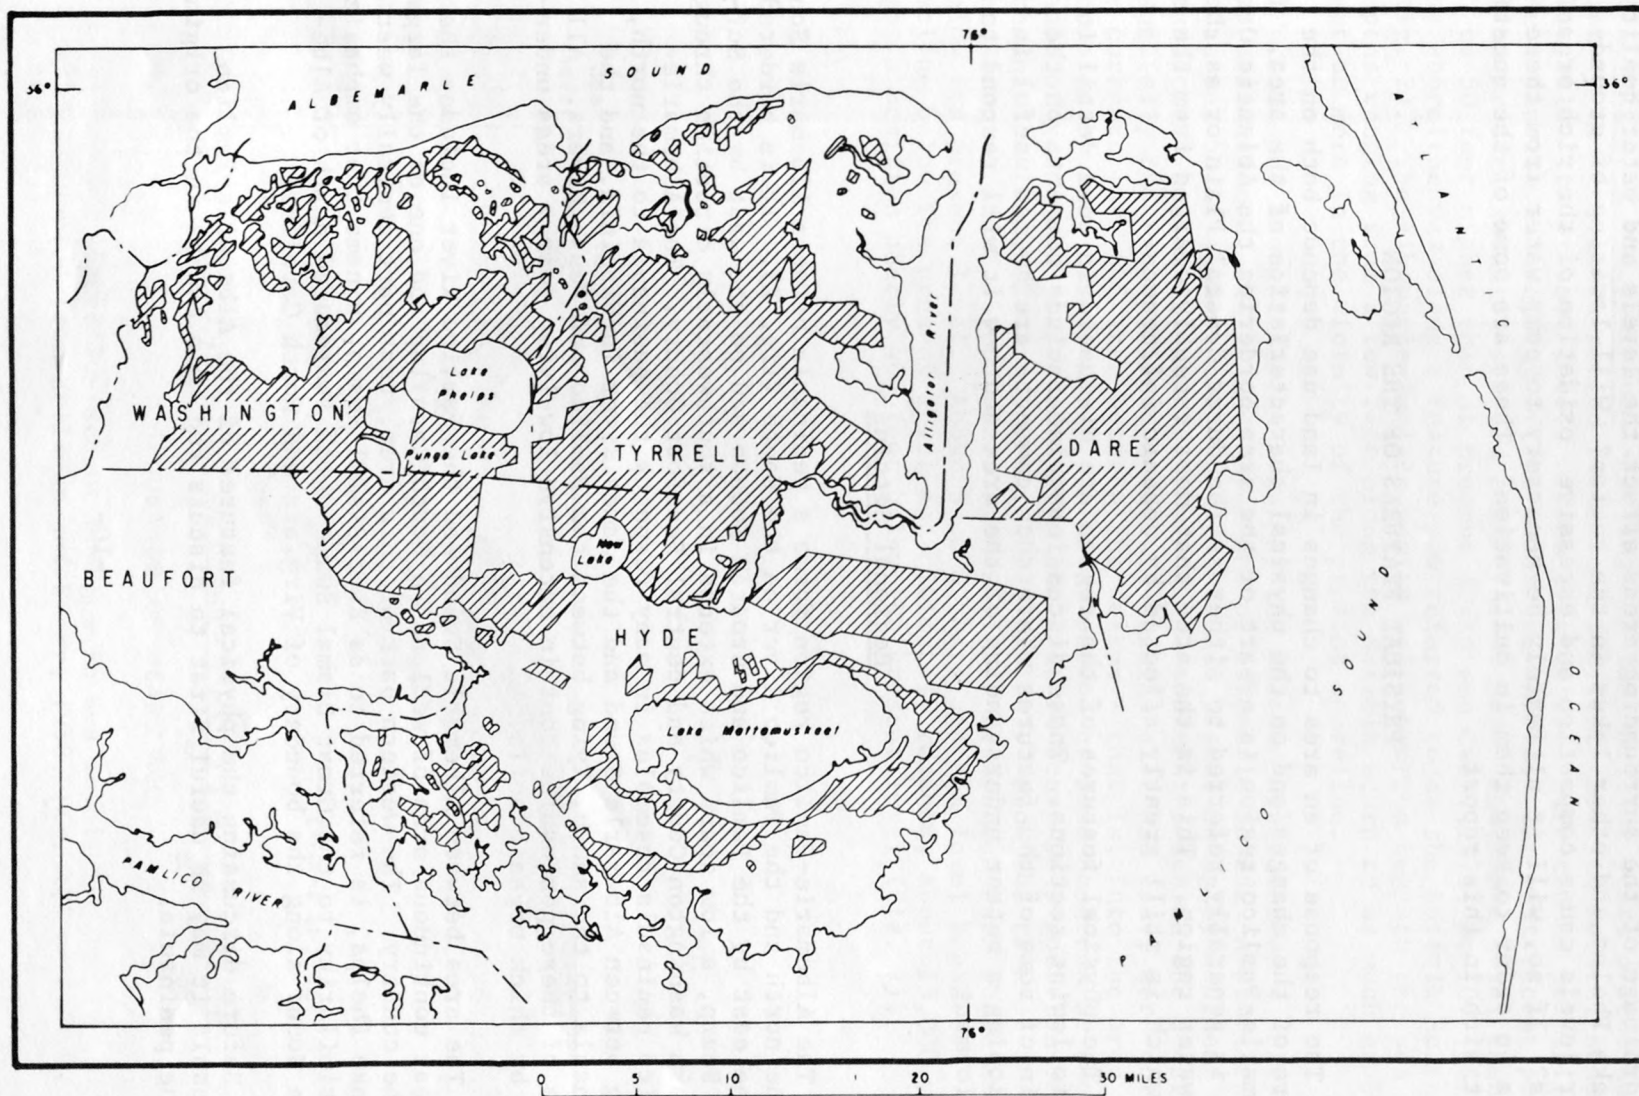 76°
36°
36°
ALBEMARLE SOUND
ATLANTIC
OCEAN
Alligator River
Lake
Phelps
WASHINGTON
Pungo Lake
TYRRELL
DARE
New
Lake
BEAUFORT
HYDE
Lake Mattamuskeet
PAMLICO RIVER
PAMLICO SOUND
76°
0 5 10 20 30 MILES